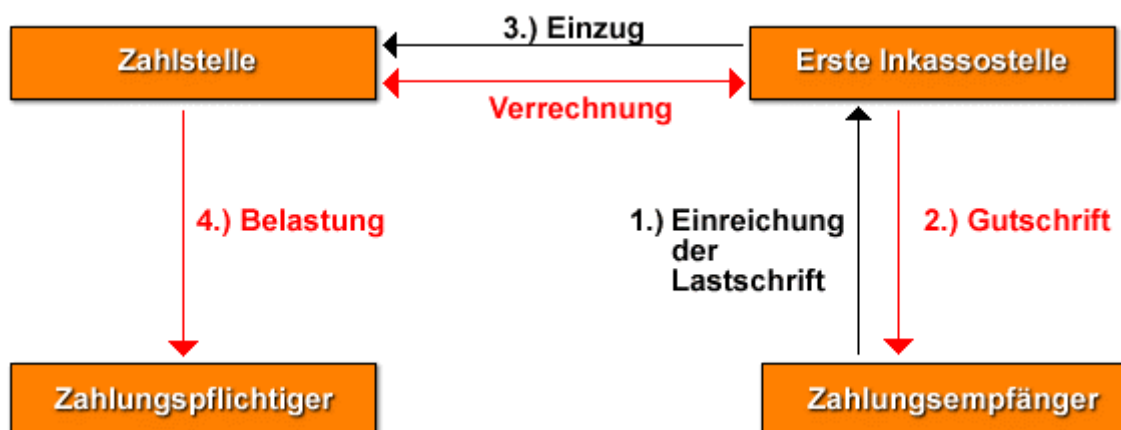 3.) Einzug
Zahlstelle
Erste Inkassostelle
Verrechnung
4.) Belastung
1.) Einreichung
der
Lastschrift
2.) Gutschrift
Zahlungspflichtiger
Zahlungsempfänger